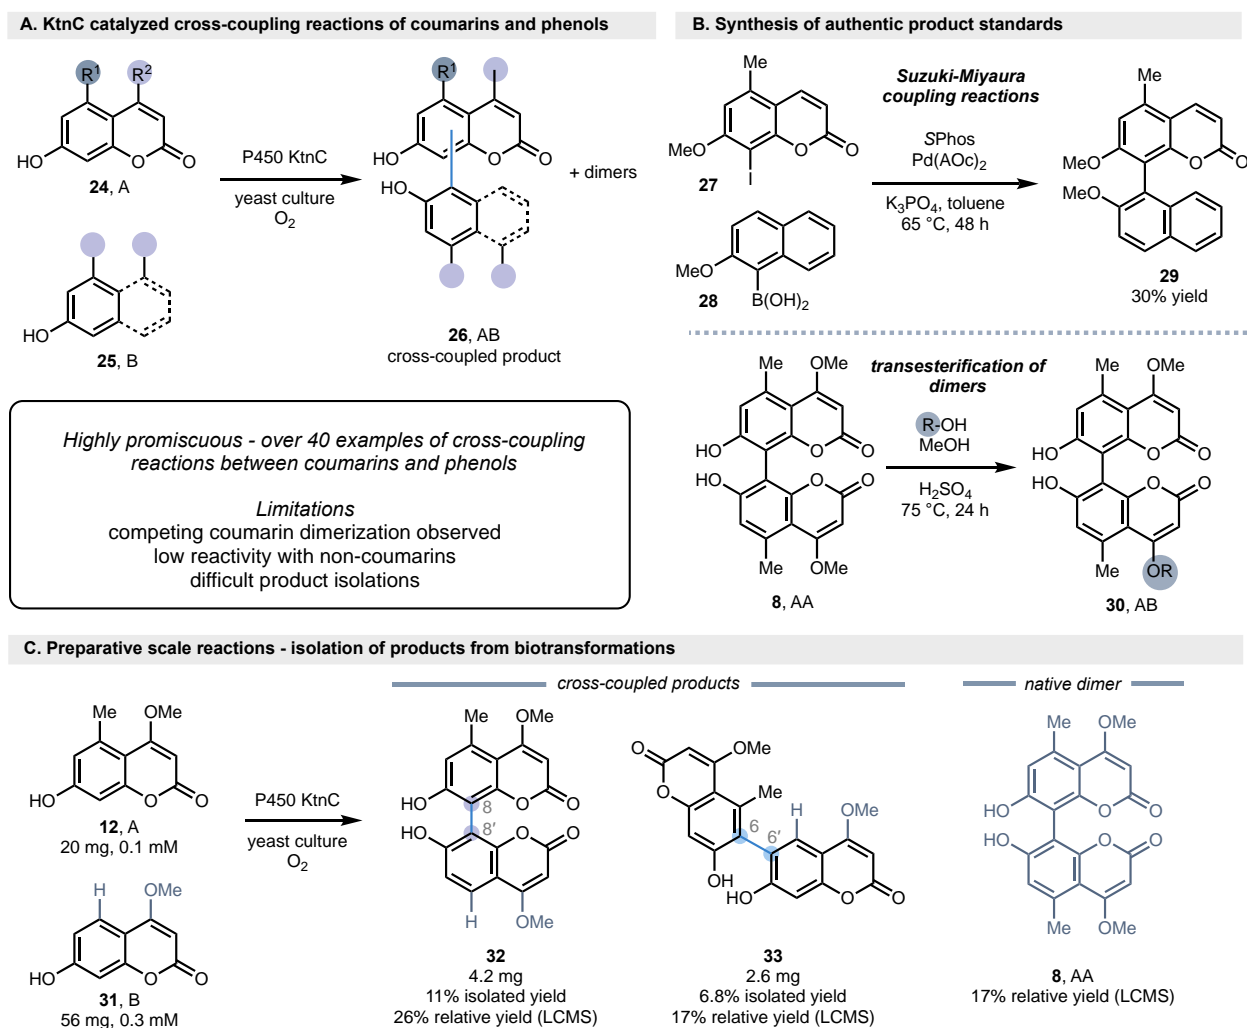 A. KtnC catalyzed cross-coupling reactions of coumarins and phenols
R1
R2
HO
O
O
24, A
HO
25, B
P450 KtnC
yeast culture
O2
R1
HO
O
O
HO
+ dimers
26, AB
cross-coupled product
Highly promiscuous - over 40 examples of cross-coupling
reactions between coumarins and phenols
Limitations
competing coumarin dimerization observed
low reactivity with non-coumarins
difficult product isolations
B. Synthesis of authentic product standards
Me
MeO
O
O
I
27
MeO
B(OH)2
28
Suzuki-Miyaura
coupling reactions
SPhos
Pd(AOc)2
K3PO4, toluene
65 °C, 48 h
Me
MeO
O
O
MeO
29
30% yield
Me
OMe
HO
O
O
HO
O
O
Me
OMe
8, AA
transesterification of
dimers
R-OH
MeOH
H2SO4
75 °C, 24 h
Me
OMe
HO
O
O
HO
O
O
Me
OR
30, AB
C. Preparative scale reactions - isolation of products from biotransformations
Me
OMe
HO
O
O
12, A
20 mg, 0.1 mM
H
OMe
HO
O
O
31, B
56 mg, 0.3 mM
P450 KtnC
yeast culture
O2
cross-coupled products
Me
OMe
HO
O
O
8
HO
8′
O
O
H
OMe
32
4.2 mg
11% isolated yield
26% relative yield (LCMS)
O
OMe
O
Me
6
H
OMe
6′
OH
HO
O
O
33
2.6 mg
6.8% isolated yield
17% relative yield (LCMS)
native dimer
Me
OMe
HO
O
O
HO
O
O
Me
OMe
8, AA
17% relative yield (LCMS)